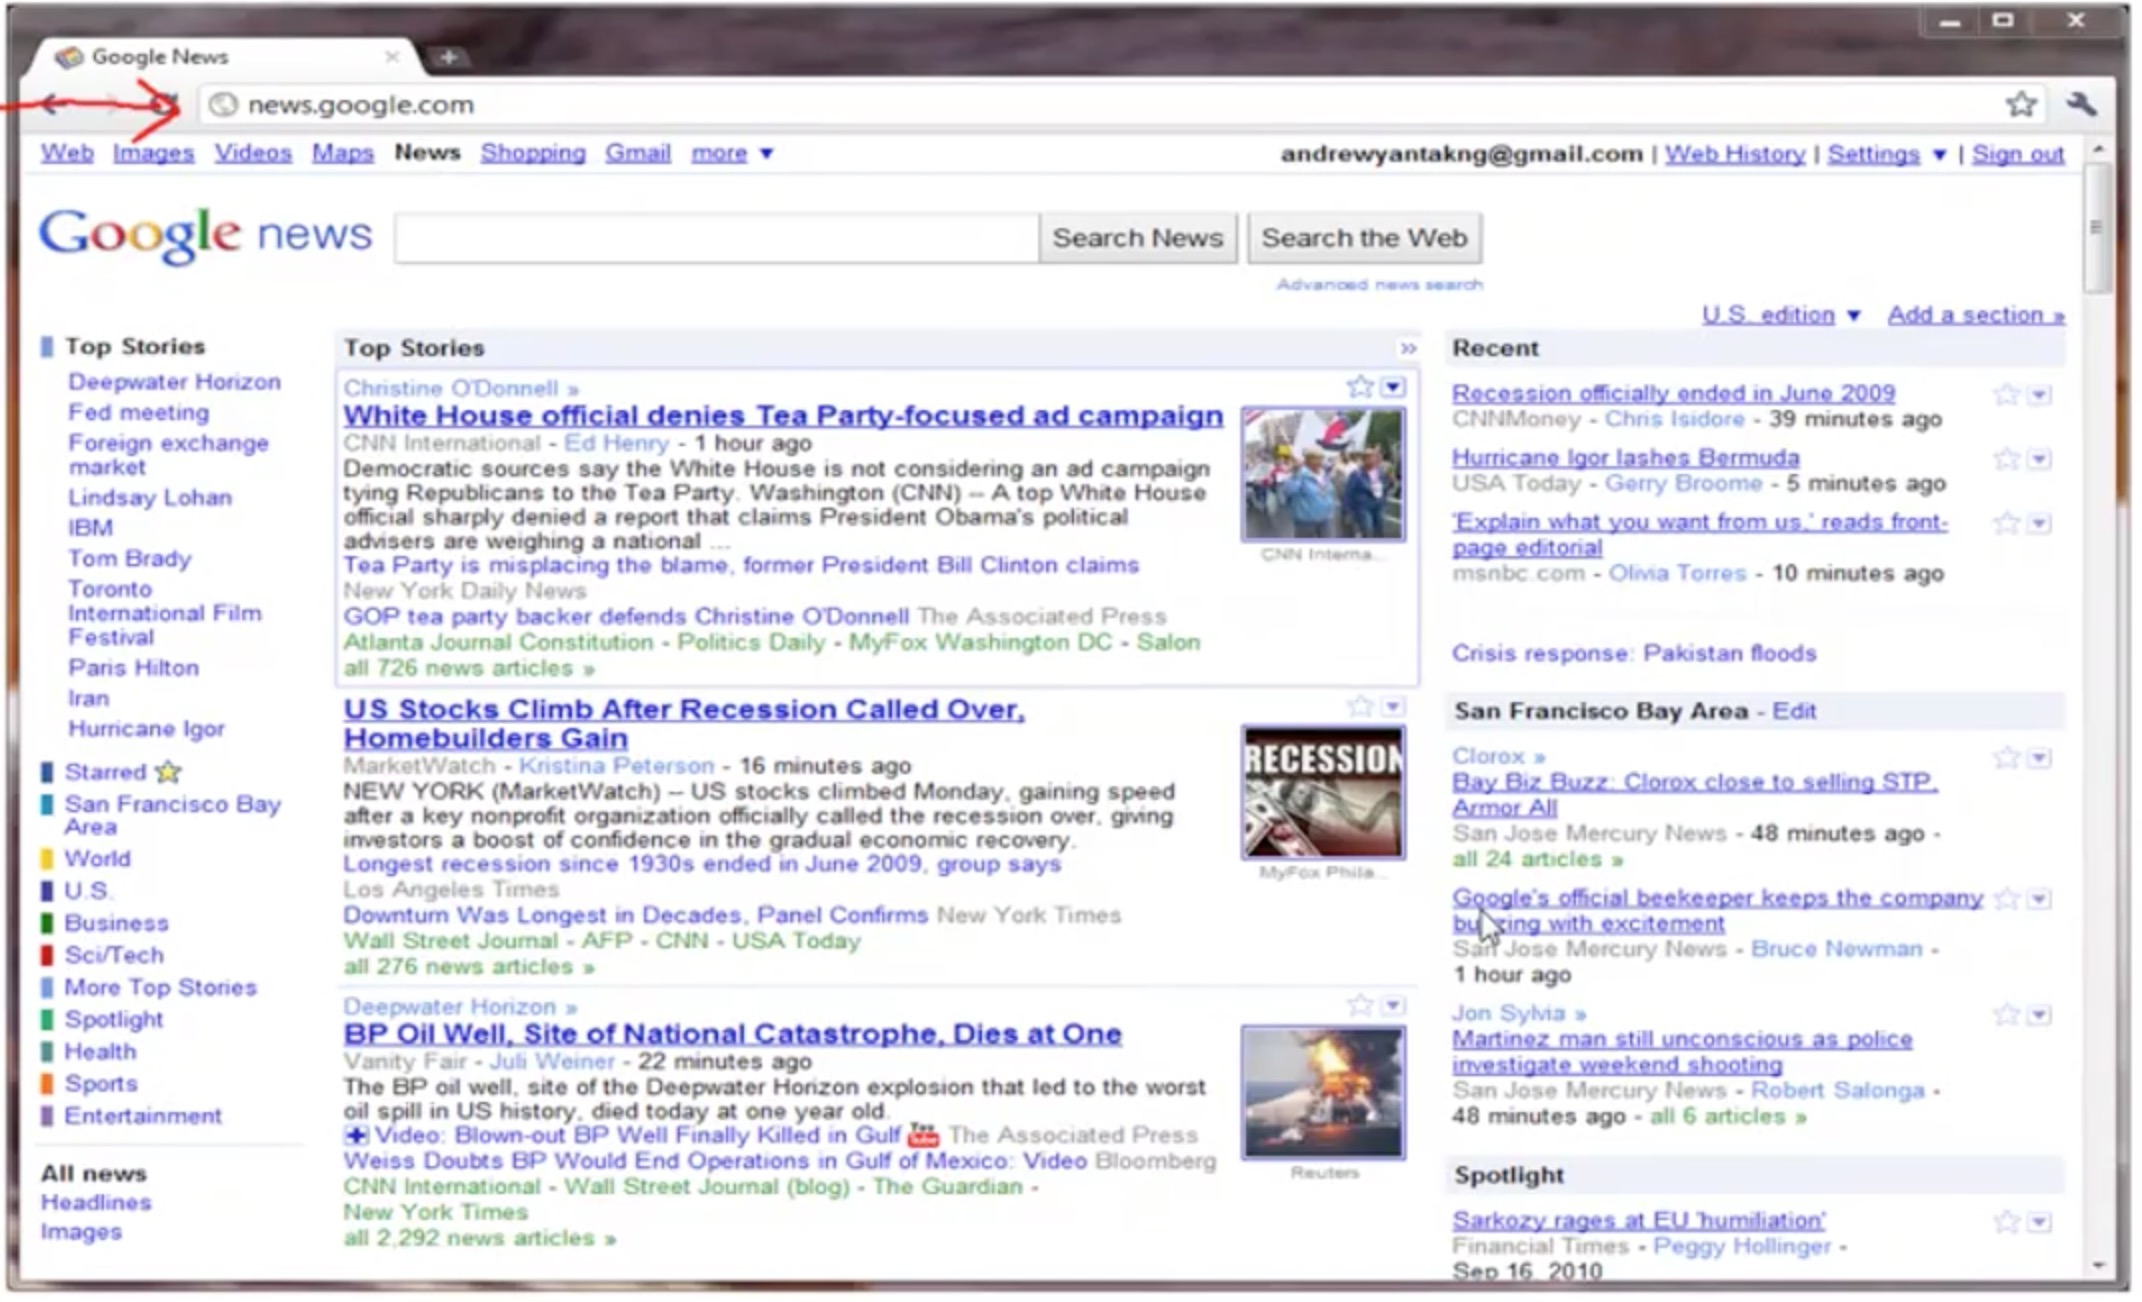 Google News
news.google.com
Web Images Videos Maps News Shopping Gmail more ▼
andrewyantakng@gmail.com | Web History | Settings ▼ | Sign out
Google news
Search News
Search the Web
Advanced news search
U.S. edition ▼ Add a section »
Top Stories
Deepwater Horizon
Fed meeting
Foreign exchange
market
Lindsay Lohan
IBM
Tom Brady
Toronto
International Film
Festival
Paris Hilton
Iran
Hurricane Igor
Starred
San Francisco Bay
Area
World
U.S.
Business
Sci/Tech
More Top Stories
Spotlight
Health
Sports
Entertainment
All news
Headlines
Images
Top Stories »
Christine O'Donnell »
White House official denies Tea Party-focused ad campaign
CNN International - Ed Henry - 1 hour ago
Democratic sources say the White House is not considering an ad campaign
tying Republicans to the Tea Party. Washington (CNN) -- A top White House
official sharply denied a report that claims President Obama's political
advisers are weighing a national ...
Tea Party is misplacing the blame, former President Bill Clinton claims
New York Daily News
GOP tea party backer defends Christine O'Donnell The Associated Press
Atlanta Journal Constitution - Politics Daily - MyFox Washington DC - Salon
all 726 news articles »
CNN Interna...
US Stocks Climb After Recession Called Over,
Homebuilders Gain
MarketWatch - Kristina Peterson - 16 minutes ago
NEW YORK (MarketWatch) -- US stocks climbed Monday, gaining speed
after a key nonprofit organization officially called the recession over, giving
investors a boost of confidence in the gradual economic recovery.
Longest recession since 1930s ended in June 2009, group says
Los Angeles Times
Downturn Was Longest in Decades, Panel Confirms New York Times
Wall Street Journal - AFP - CNN - USA Today
all 276 news articles »
RECESSION
MyFox Phila...
Deepwater Horizon »
BP Oil Well, Site of National Catastrophe, Dies at One
Vanity Fair - Juli Weiner - 22 minutes ago
The BP oil well, site of the Deepwater Horizon explosion that led to the worst
oil spill in US history, died today at one year old.
Video: Blown-out BP Well Finally Killed in Gulf You Tube The Associated Press
Weiss Doubts BP Would End Operations in Gulf of Mexico: Video Bloomberg
CNN International - Wall Street Journal (blog) - The Guardian -
New York Times
all 2,292 news articles »
Reuters
Recent
Recession officially ended in June 2009
CNNMoney - Chris Isidore - 39 minutes ago
Hurricane Igor lashes Bermuda
USA Today - Gerry Broome - 5 minutes ago
'Explain what you want from us,' reads front-
page editorial
msnbc.com - Olivia Torres - 10 minutes ago
Crisis response: Pakistan floods
San Francisco Bay Area - Edit
Clorox »
Bay Biz Buzz: Clorox close to selling STP,
Armor All
San Jose Mercury News - 48 minutes ago -
all 24 articles »
Google's official beekeeper keeps the company
buzzing with excitement
San Jose Mercury News - Bruce Newman -
1 hour ago
Jon Sylvia »
Martinez man still unconscious as police
investigate weekend shooting
San Jose Mercury News - Robert Salonga -
48 minutes ago - all 6 articles »
Spotlight
Sarkozy rages at EU 'humiliation'
Financial Times - Peggy Hollinger -
Sep 16, 2010